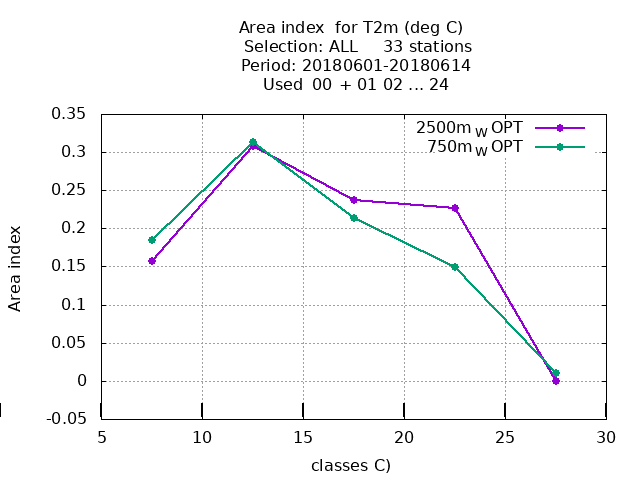 Area index for T2m (deg C)
Selection: ALL 33 stations
Period: 20180601-20180614
Used 00 + 01 02 ... 24
2500m W OPT
750m W OPT
0.35
0.3
0.25
0.2
0.15
0.1
0.05
0
-0.05
Area index
5 10 15 20 25 30
classes C)